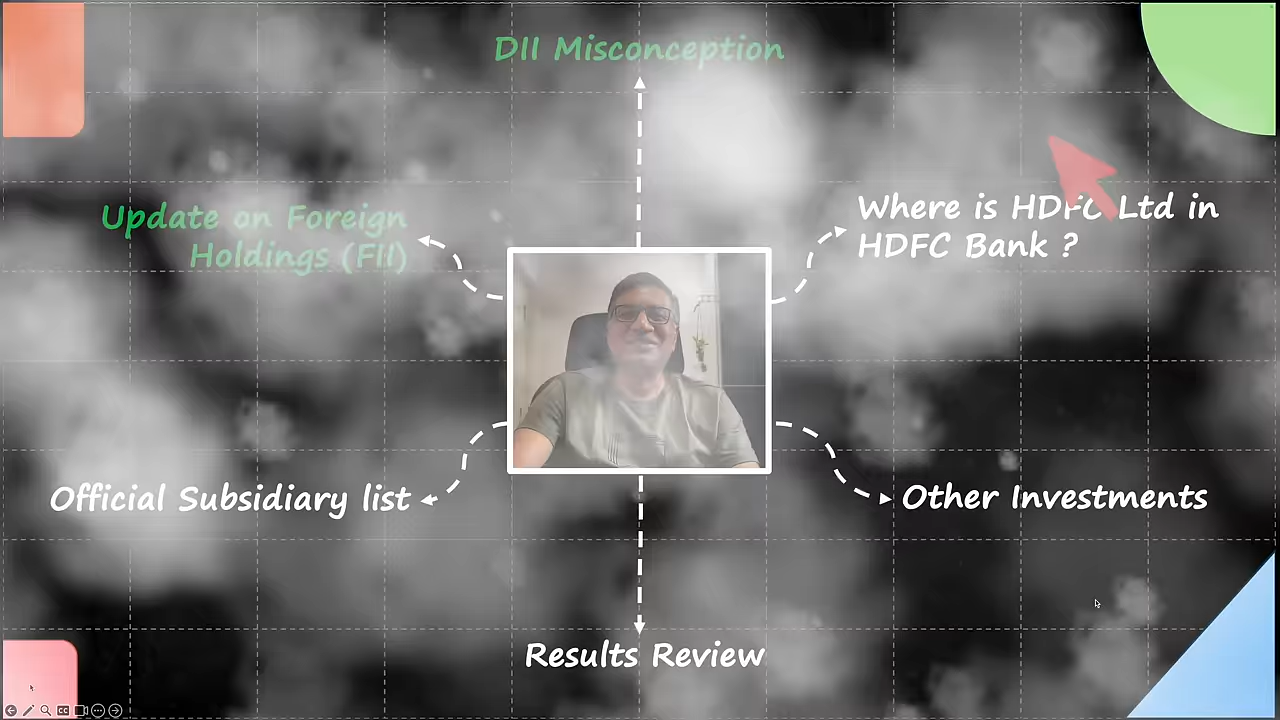 DII Misconception
Update on Foreign
Holdings (FII)
Where is HDFC Ltd in
HDFC Bank ?
Official Subsidiary list
Other Investments
Results Review